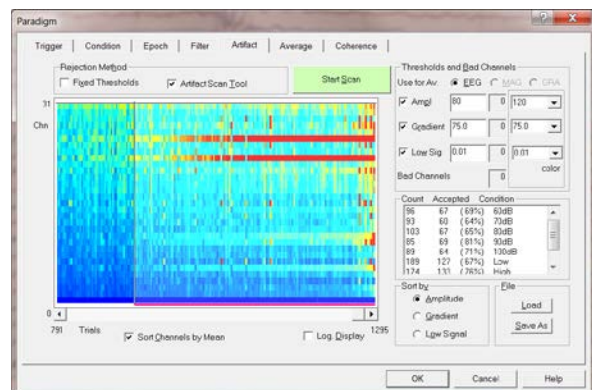 Paradigm
Trigger Condition Epoch Filter Artifact Average Coherence
Rejection Method
Fixed Thresholds
Artifact Scan Tool
Start Scan
31
Chn
0
791 Trials 1295
Sort Channels by Mean
Log. Display
Thresholds and Bad Channels
Use for Av. EEG MAG GRA
Ampl 80 0 120
Gradient 75.0 0 75.0
Low Sig. 0.01 0 0.01
color
Bad Channels 0
Count Accepted Condition
96 67 (69%) 60dB
93 60 (64%) 70dB
103 67 (65%) 80dB
85 69 (81%) 90dB
89 64 (71%) 100dB
189 127 (67%) Low
174 133 (76%) High
Sort by
Amplitude
Gradient
Low Signal
File
Load
Save As
OK Cancel Help